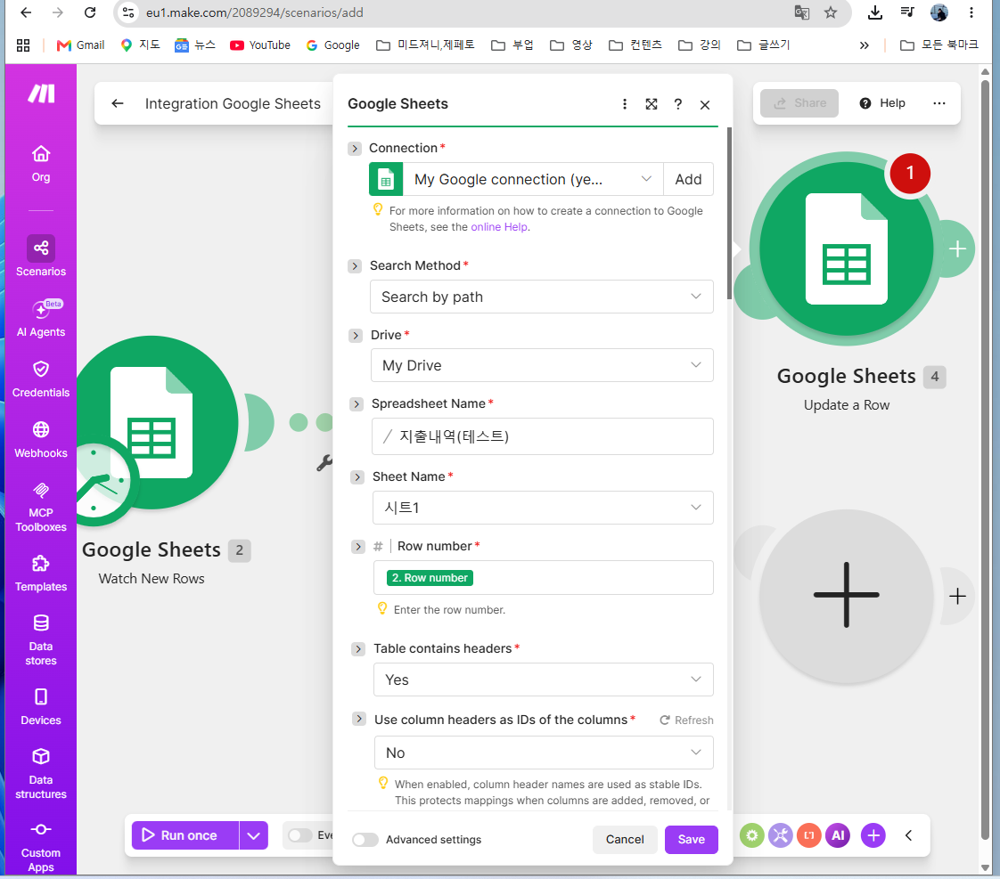 eu1.make.com/2089294/scenarios/add
Gmail
지도
뉴스
YouTube
Google
미드져니,제페토
부업
영상
컨텐츠
강의
글쓰기
»
모든 북마크
Integration Google Sheets
Google Sheets
Share
Help
Org
Scenarios
Beta
AI Agents
Credentials
Webhooks
MCP
Toolboxes
Templates
Data
stores
Devices
Data
structures
Custom
Apps
Google Sheets 2
Watch New Rows
Connection*
My Google connection (ye...
Add
For more information on how to create a connection to Google
Sheets, see the online Help.
Search Method*
Search by path
Drive*
My Drive
Spreadsheet Name*
/ 지출내역(테스트)
Sheet Name*
시트1
# Row number*
2. Row number
Enter the row number.
Table contains headers*
Yes
Use column headers as IDs of the columns* Refresh
No
When enabled, column header names are used as stable IDs.
This protects mappings when columns are added, removed, or
Advanced settings
Cancel
Save
1
Google Sheets 4
Update a Row
Run once
Eve
AI